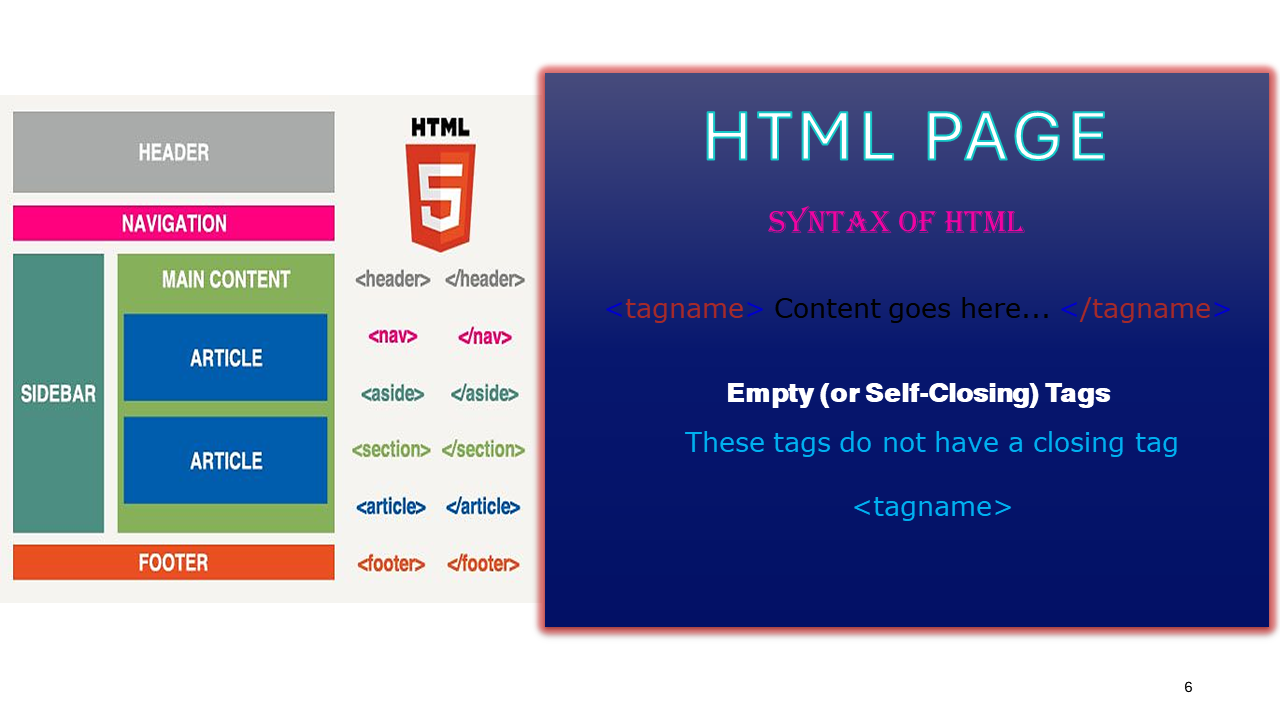 HEADER
NAVIGATION
SIDEBAR
MAIN CONTENT
ARTICLE
ARTICLE
FOOTER
HTML
5
<header> </header>
<nav> </nav>
<aside> </aside>
<section> </section>
<article> </article>
<footer> </footer>
HTML PAGE
SYNTAX OF HTML
<tagname> Content goes here... </tagname>
Empty (or Self-Closing) Tags
These tags do not have a closing tag
<tagname>
6